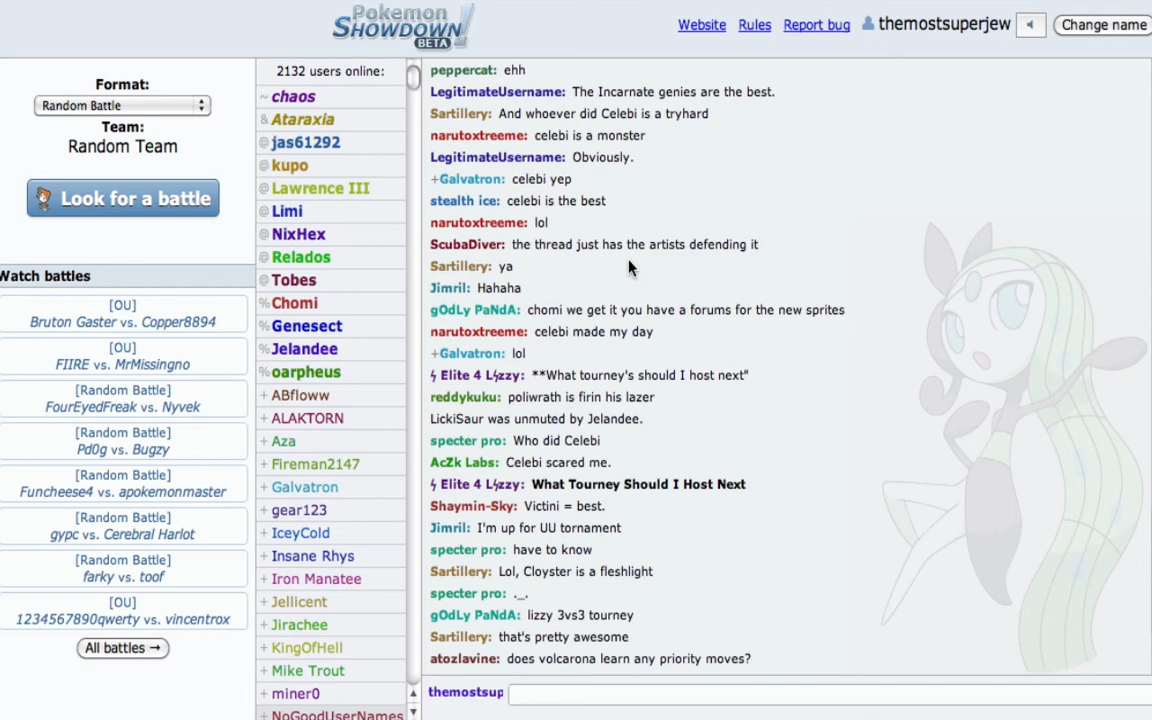 Pokemon
SHOWDOWN!
BETA
Website Rules Report bug themostsuperjew Change name
Format:
Random Battle
Team:
Random Team
Look for a battle
Watch battles
[OU]
Bruton Gaster vs. Copper8894
[OU]
FIIRE vs. MrMissingno
[Random Battle]
FourEyedFreak vs. Nyvek
[Random Battle]
Pd0g vs. Bugzy
[Random Battle]
Funcheese4 vs. apokemonmaster
[Random Battle]
gypc vs. Cerebral Harlot
[Random Battle]
farky vs. toof
[OU]
1234567890qwerty vs. vincentrox
All battles →
2132 users online:
~ chaos
& Ataraxia
@ jas61292
@ kupo
@ Lawrence III
@ Limi
@ NixHex
@ Relados
@ Tobes
% Chomi
% Genesect
% Jelandee
% oarpheus
+ ABfloww
+ ALAKTORN
+ Aza
+ Fireman2147
+ Galvatron
+ gear123
+ IceyCold
+ Insane Rhys
+ Iron Manatee
+ Jellicent
+ Jirachee
+ KingOfHell
+ Mike Trout
+ miner0
+ NoGoodUserNames
peppercat: ehh
LegitimateUsername: The Incarnate genies are the best.
Sartillery: And whoever did Celebi is a tryhard
narutoxtreeme: celebi is a monster
LegitimateUsername: Obviously.
+Galvatron: celebi yep
stealth ice: celebi is the best
narutoxtreeme: lol
ScubaDiver: the thread just has the artists defending it
Sartillery: ya
Jimril: Hahaha
gOdLy PaNdA: chomi we get it you have a forums for the new sprites
narutoxtreeme: celebi made my day
+Galvatron: lol
ϟ Elite 4 Lϟzzy: **What tourney's should I host next"
reddykuku: poliwrath is firin his lazer
LickiSaur was unmuted by Jelandee.
specter pro: Who did Celebi
AcZk Labs: Celebi scared me.
ϟ Elite 4 Lϟzzy: What Tourney Should I Host Next
Shaymin-Sky: Victini = best.
Jimril: I'm up for UU tornament
specter pro: have to know
Sartillery: Lol, Cloyster is a fleshlight
specter pro: ._.
gOdLy PaNdA: lizzy 3vs3 tourney
Sartillery: that's pretty awesome
atozlavine: does volcarona learn any priority moves?
themostsup